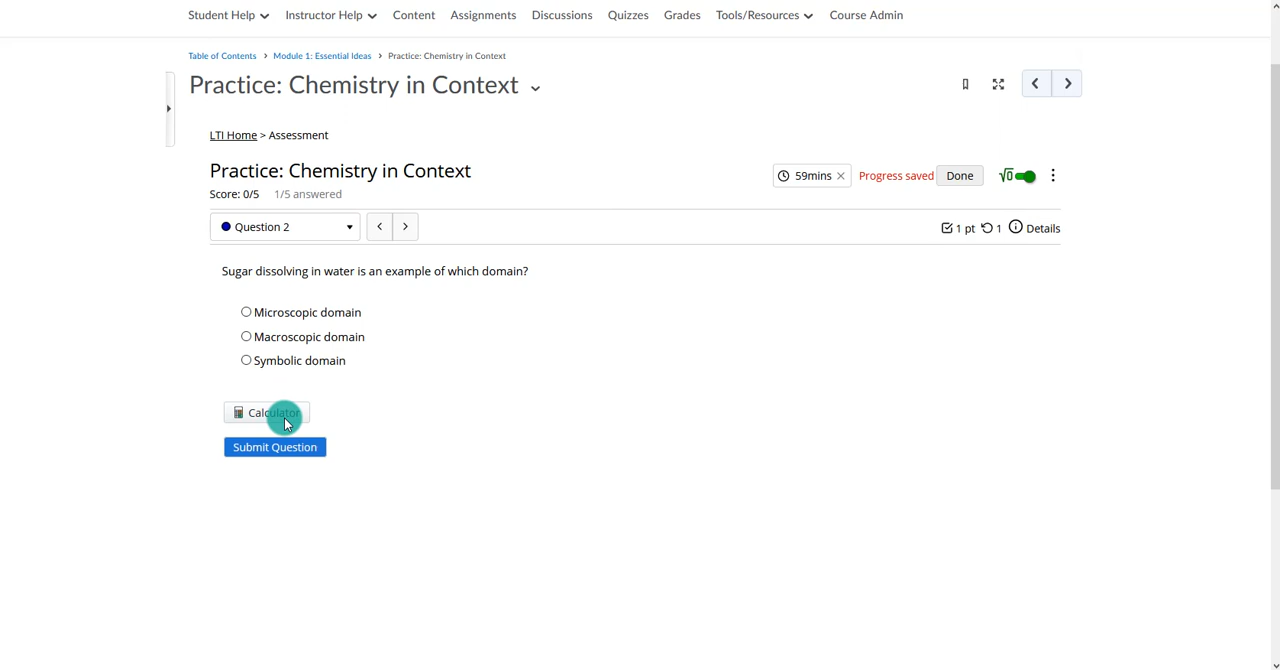 Student Help Instructor Help Content Assignments Discussions Quizzes Grades Tools/Resources Course Admin
Table of Contents > Module 1: Essential Ideas > Practice: Chemistry in Context
Practice: Chemistry in Context
LTI Home > Assessment
Practice: Chemistry in Context
59mins × Progress saved Done √0
Score: 0/5 1/5 answered
Question 2 < >
1 pt 1 Details
Sugar dissolving in water is an example of which domain?
Microscopic domain
Macroscopic domain
Symbolic domain
Calculator
Submit Question